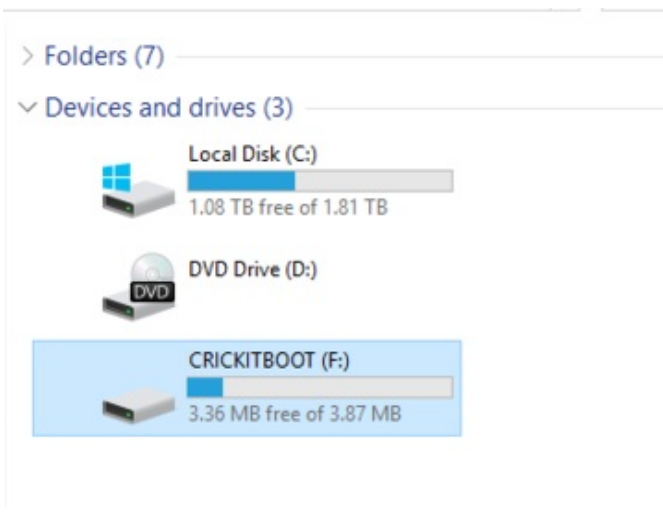 Folders (7)
Devices and drives (3)
Local Disk (C:)
1.08 TB free of 1.81 TB
DVD Drive (D:)
DVD
CRICKITBOOT (F:)
3.36 MB free of 3.87 MB